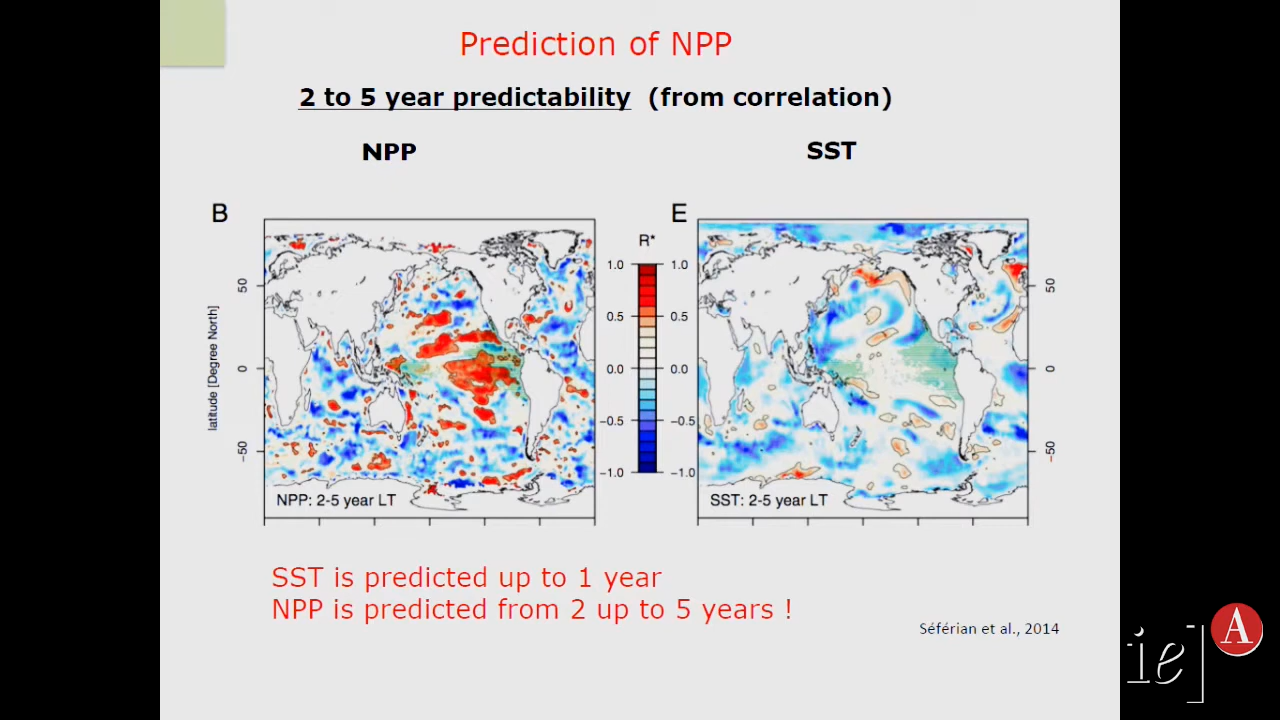 Prediction of NPP
2 to 5 year predictability (from correlation)
NPP
SST
B
E
R*
1.0 1.0
0.5 0.5
0.0 0.0
−0.5 −0.5
−1.0 −1.0
50
0
−50
latitude [Degree North]
50
0
−50
NPP: 2-5 year LT
SST: 2-5 year LT
SST is predicted up to 1 year
NPP is predicted from 2 up to 5 years !
Séférian et al., 2014
A
ie]